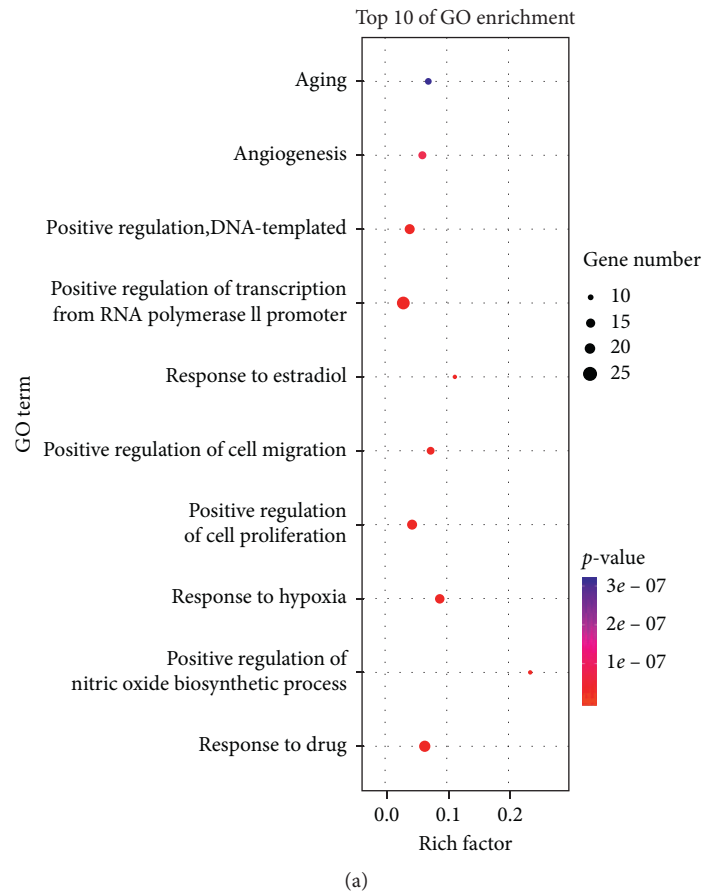 Top 10 of GO enrichment
Aging
Angiogenesis
Positive regulation,DNA-templated
Positive regulation of transcription
from RNA polymerase ll promoter
Response to estradiol
Positive regulation of cell migration
Positive regulation
of cell proliferation
Response to hypoxia
Positive regulation of
nitric oxide biosynthetic process
Response to drug
GO term
0.0 0.1 0.2
Rich factor
Gene number
10
15
20
25
p-value
3e – 07
2e – 07
1e – 07
(a)